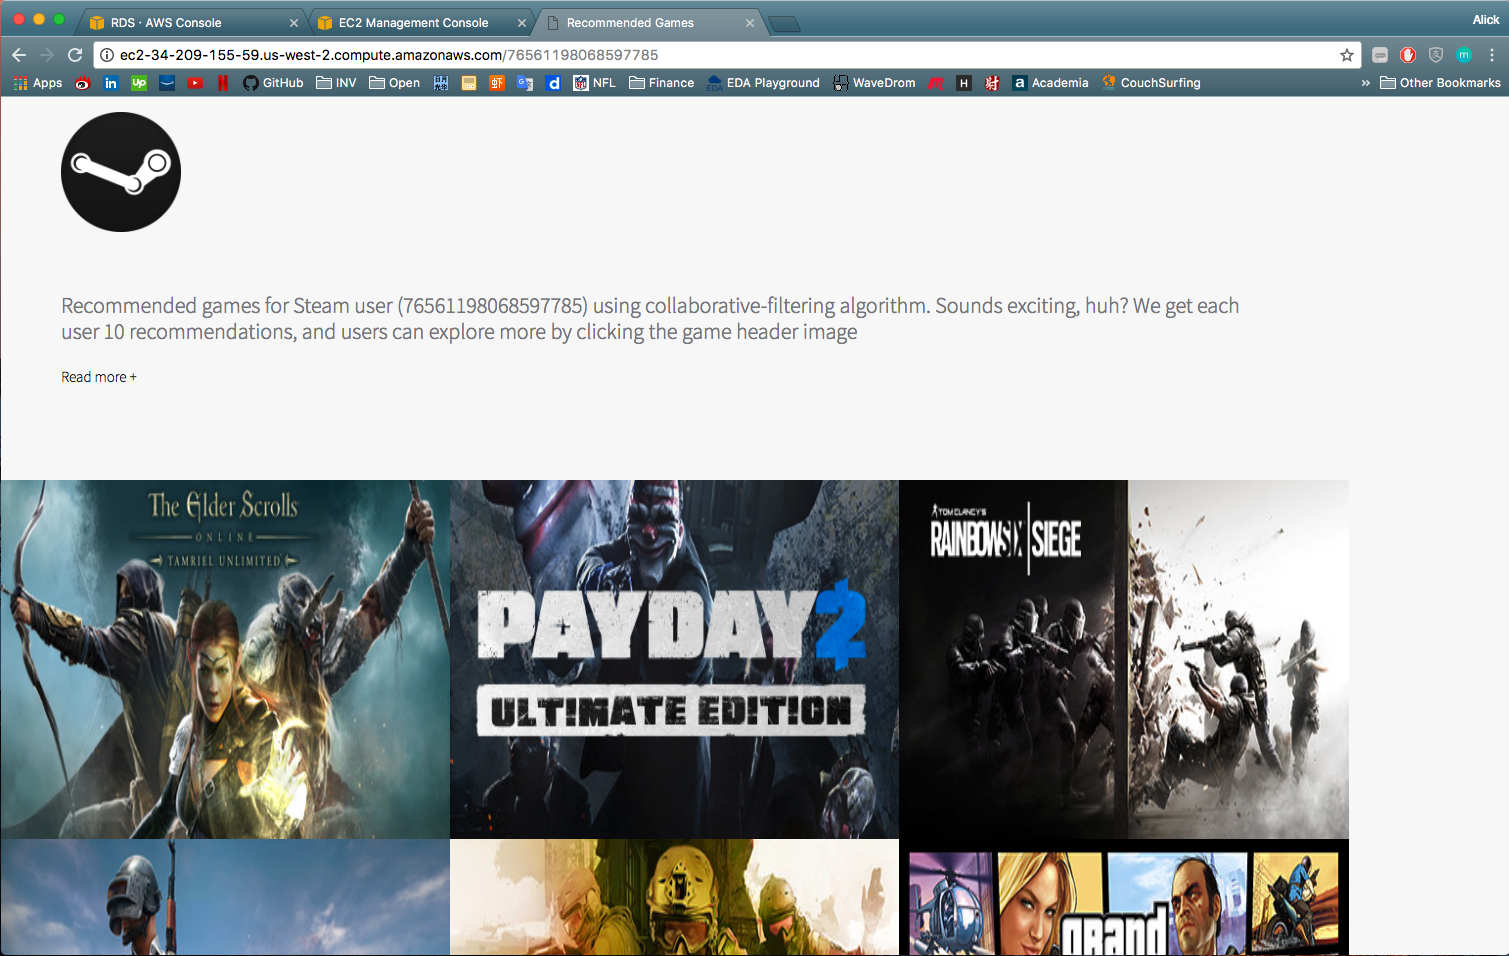 RDS · AWS Console
EC2 Management Console
Recommended Games
Alick
ec2-34-209-155-59.us-west-2.compute.amazonaws.com/76561198068597785
m
Apps
in
Up
GitHub
INV
Open
d
NFL
Finance
EDA
EDA Playground
WaveDrom
H
a
Academia
CouchSurfing
»
Other Bookmarks
Recommended games for Steam user (76561198068597785) using collaborative-filtering algorithm. Sounds exciting, huh? We get each
user 10 recommendations, and users can explore more by clicking the game header image
Read more +
The Elder Scrolls
ONLINE
TAMRIEL UNLIMITED
PAYDAY 2
ULTIMATE EDITION
TOM CLANCY'S
RAINBOW SIX | SIEGE
GRAND